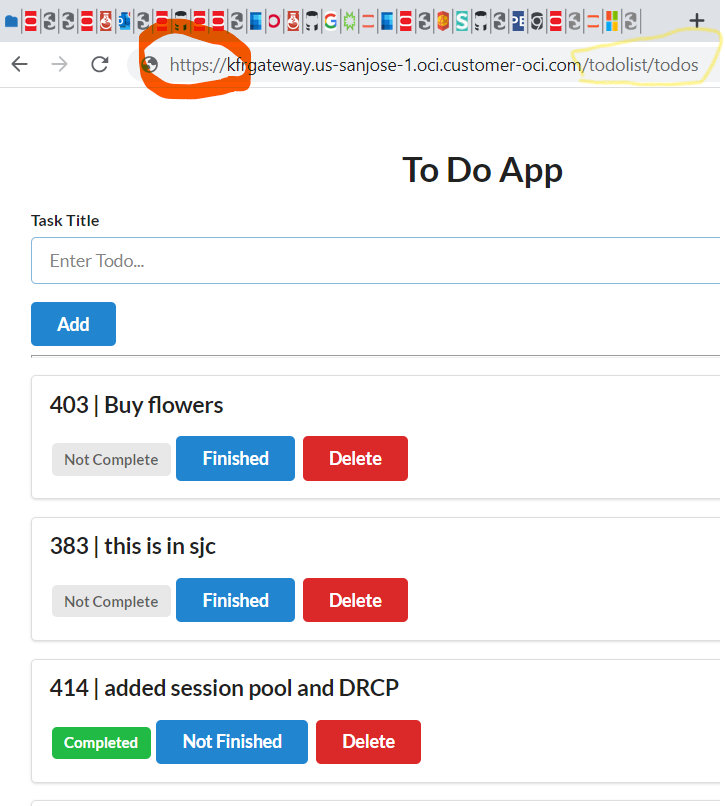 https://kfrgateway.us-sanjose-1.oci.customer-oci.com/todolist/todos
To Do App
Task Title
Enter Todo...
Add
403 | Buy flowers
Not Complete Finished Delete
383 | this is in sjc
Not Complete Finished Delete
414 | added session pool and DRCP
Completed Not Finished Delete